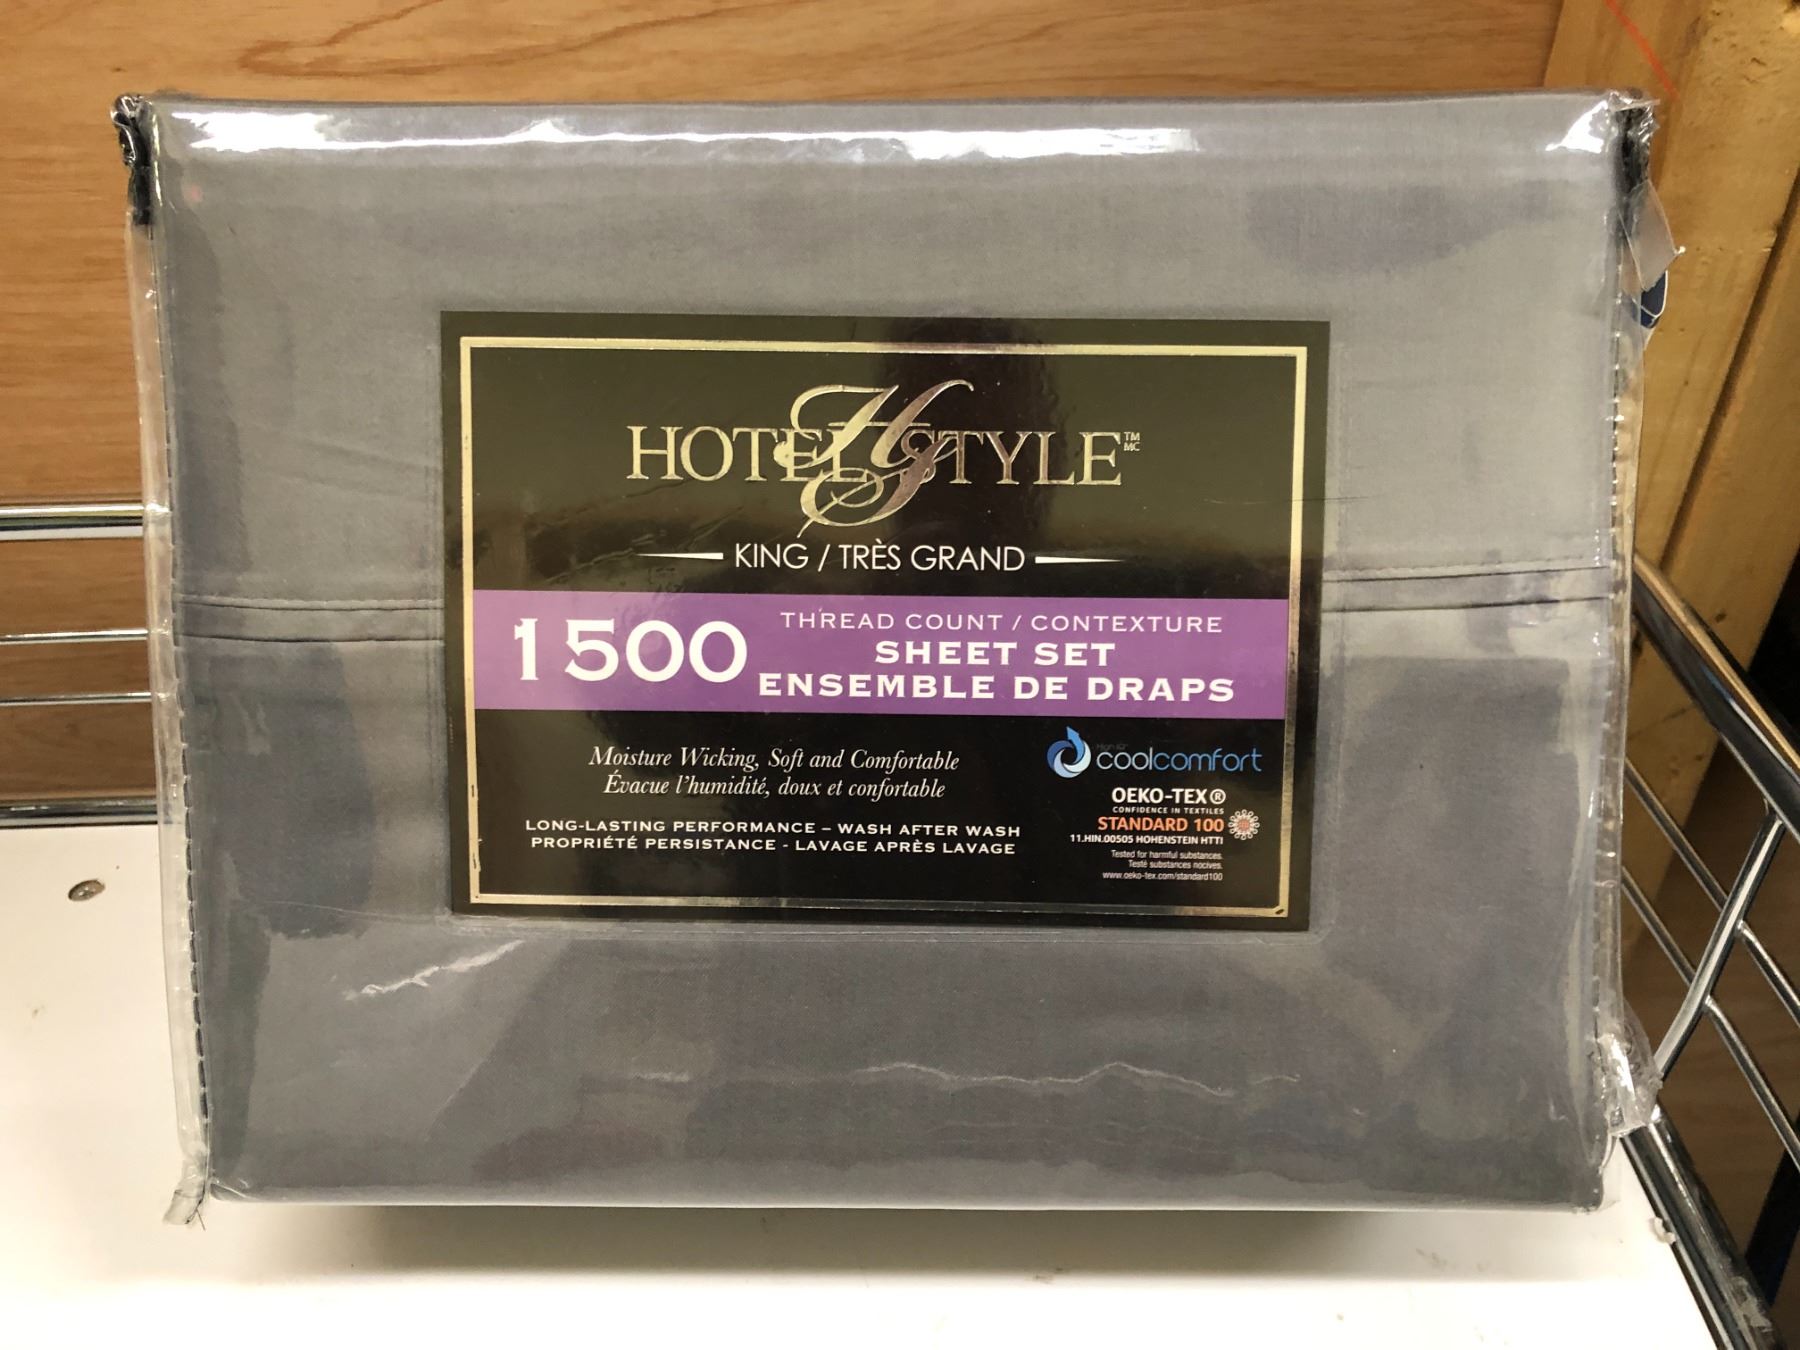 HOTEL HS STYLE™ MC
KING / TRÈS GRAND
1500
THREAD COUNT / CONTEXTURE
SHEET SET
ENSEMBLE DE DRAPS
Moisture Wicking, Soft and Comfortable
Évacue l'humidité, doux et confortable
LONG-LASTING PERFORMANCE – WASH AFTER WASH
PROPRIÉTÉ PERSISTANCE - LAVAGE APRÈS LAVAGE
coolcomfort
OEKO-TEX®
CONFIDENCE IN TEXTILES
STANDARD 100
11.HIN.00505 HOHENSTEIN HTTI
Tested for harmful substances.
Testé substances nocives.
www.oeko-tex.com/standard100